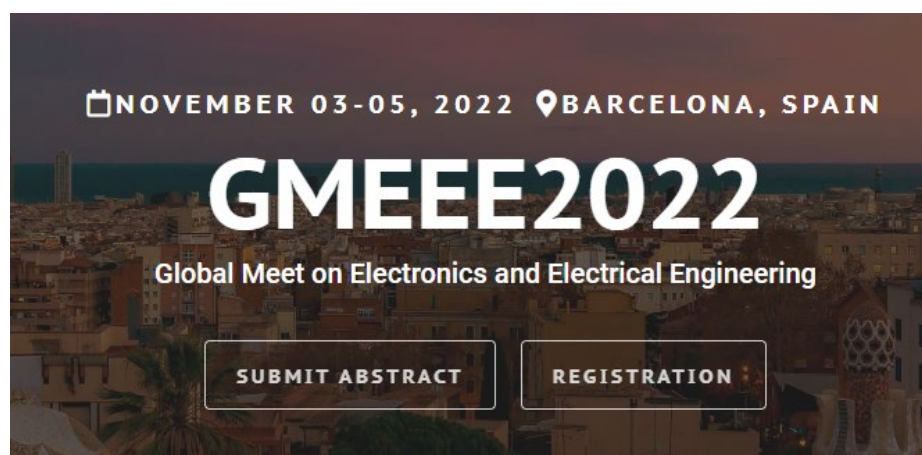 NOVEMBER 03-05, 2022 BARCELONA, SPAIN
GMEEE2022
Global Meet on Electronics and Electrical Engineering
SUBMIT ABSTRACT REGISTRATION